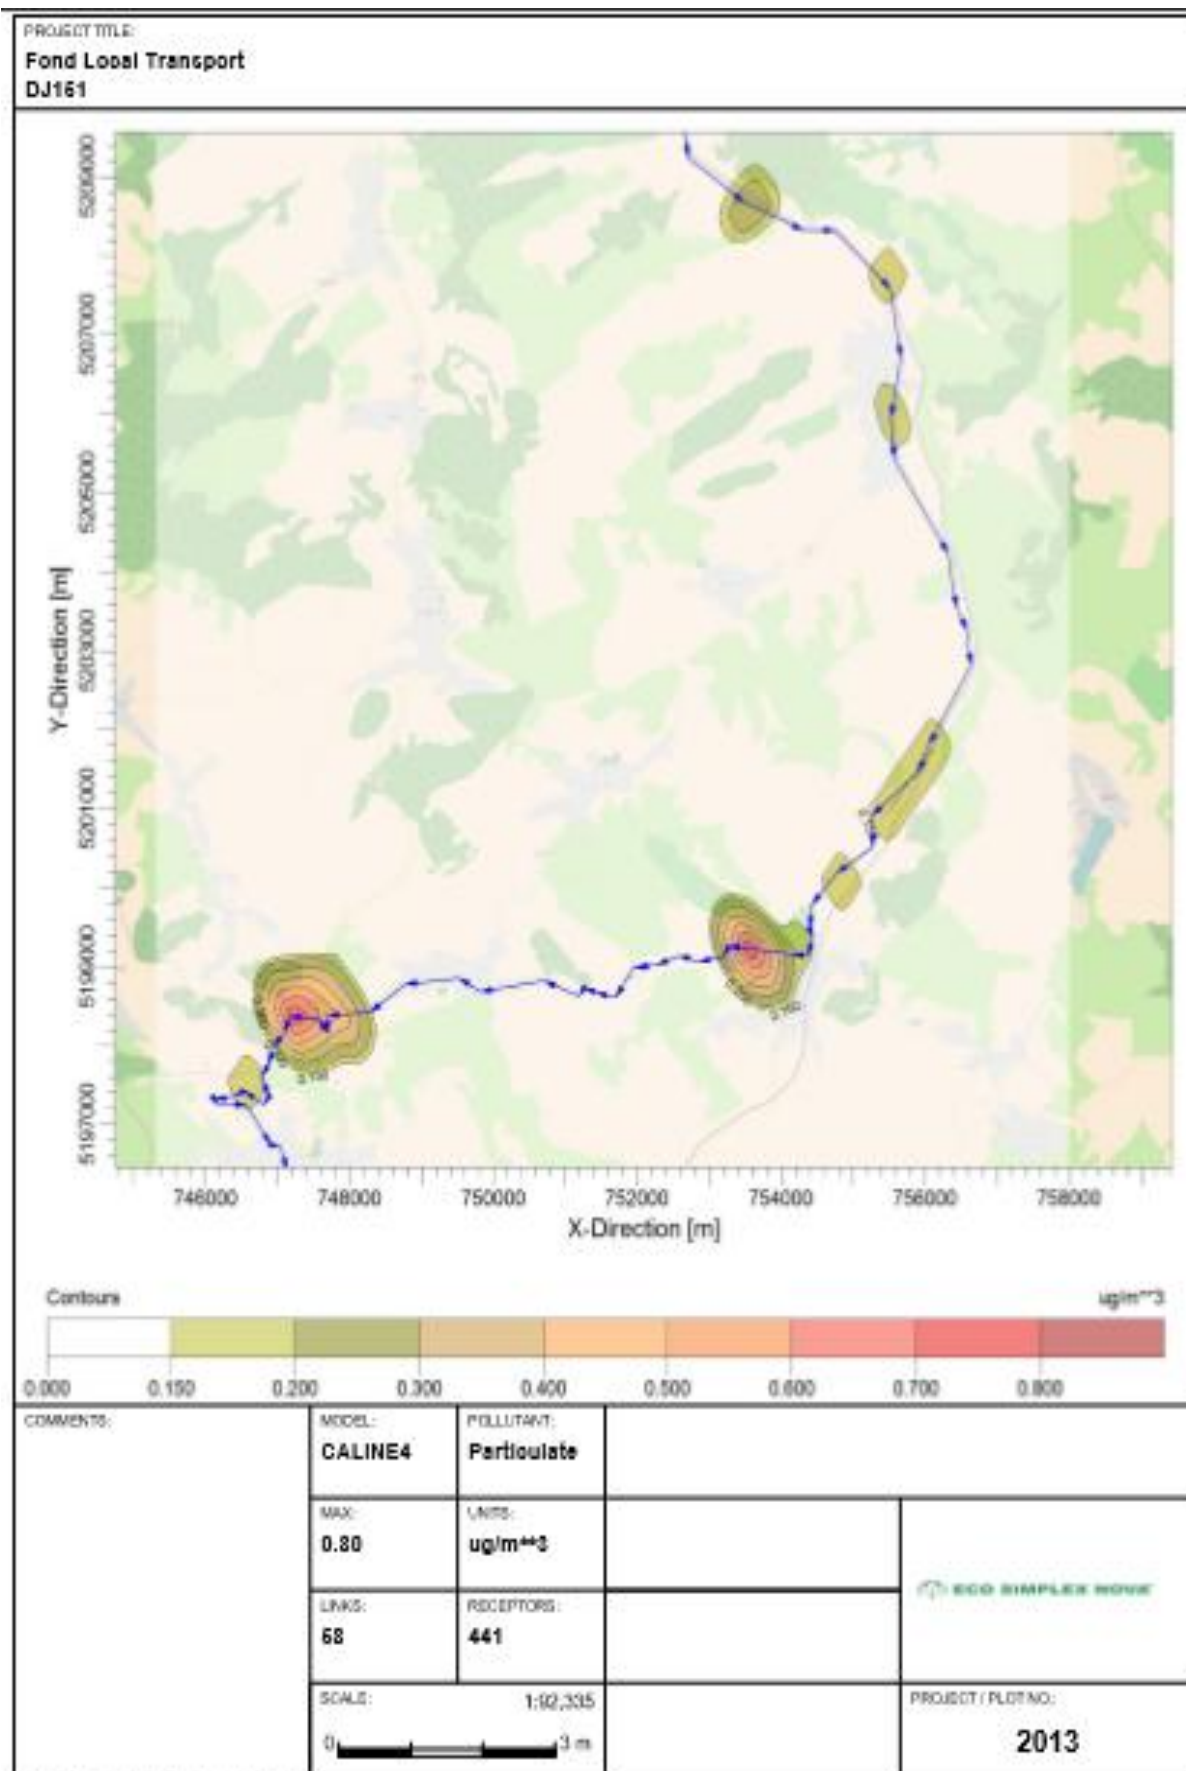 PROJECT TITLE:
Fond Local Transport
DJ161
5209000
5207000
5205000
5203000
5201000
5199000
5197000
Y-Direction [m]
746000 748000 750000 752000 754000 756000 758000
X-Direction [m]
Contours ug/m**3
0.000 0.150 0.200 0.300 0.400 0.500 0.600 0.700 0.800
COMMENTS:
MODEL:
CALINE4
POLLUTANT:
Particulate
MAX:
0.80
UNITS:
ug/m**3
LINKS:
68
RECEPTORS:
441
ECO SIMPLEX NOVA
SCALE: 1:92,335
0 3 m
PROJECT / PLOT NO.:
2013